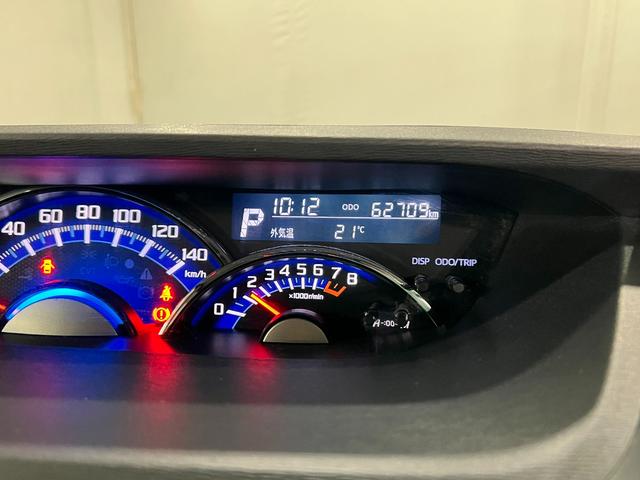 10:12 ODO 62709km
P
外気温 21℃
DISP ODO/TRIP
40 60 80 100 120 140
km/h
0 1 2 3 4 5 6 7 8
×1000r/min